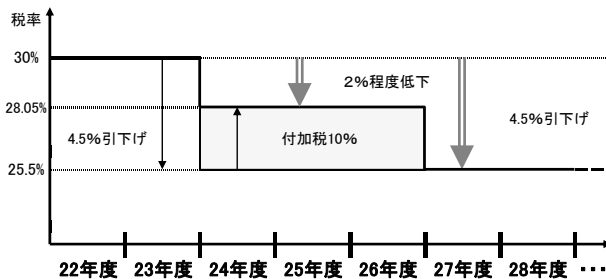 税率
30%
2%程度低下
28.05%
4.5%引下げ
付加税10%
4.5%引下げ
25.5%
22年度 23年度 24年度 25年度 26年度 27年度 28年度 ・・・・